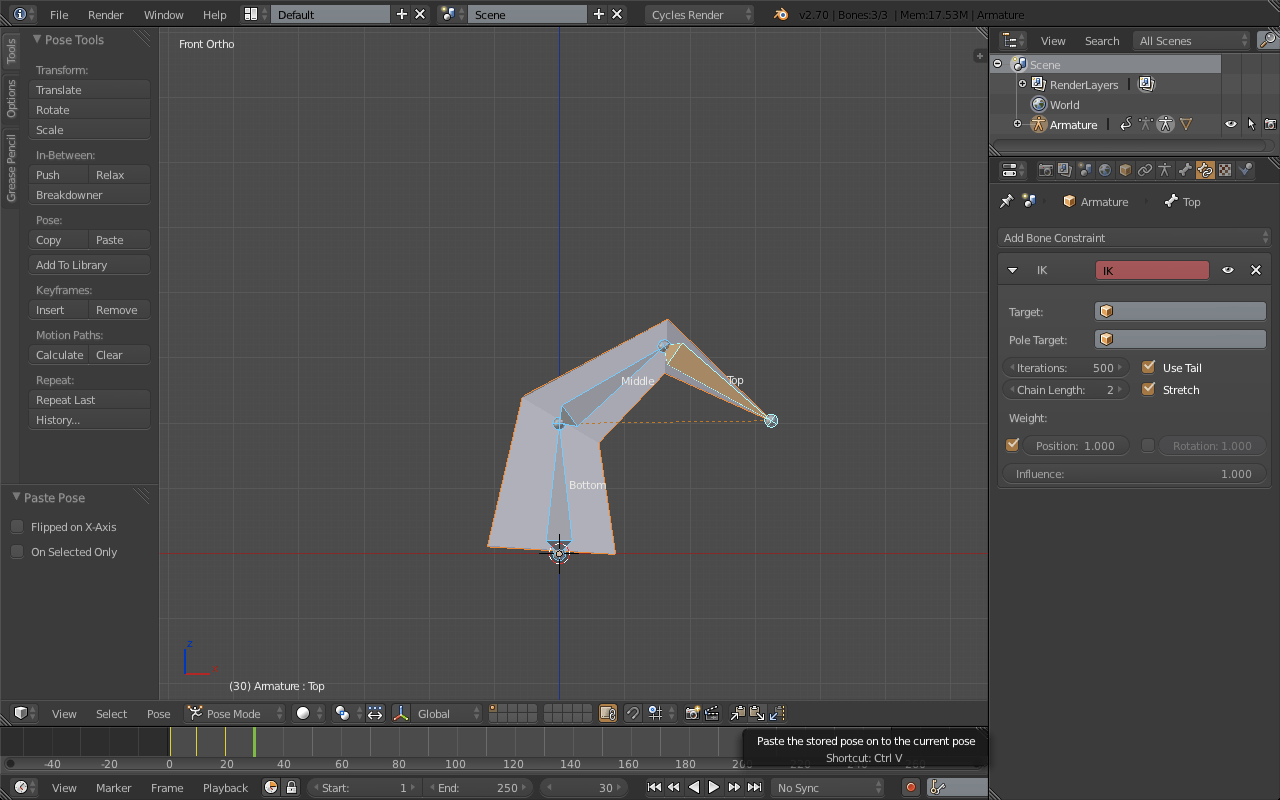 File Render Window Help Default Scene Cycles Render v2.70 | Bones:3/3 | Mem:17.53M | Armature
Tools
Options
Grease Pencil
Pose Tools
Transform:
Translate
Rotate
Scale
In-Between:
Push Relax
Breakdowner
Pose:
Copy Paste
Add To Library
Keyframes:
Insert Remove
Motion Paths:
Calculate Clear
Repeat:
Repeat Last
History...
Paste Pose
Flipped on X-Axis
On Selected Only
Front Ortho
Middle
Top
Bottom
z
(30) Armature : Top
View Select Pose Pose Mode Global
-40 -20 0 20 40 60 80 100 120 140 160 180
Paste the stored pose on to the current pose
Shortcut: Ctrl V
View Marker Frame Playback Start: 1 End: 250 30 No Sync
View Search All Scenes
Scene
RenderLayers
World
Armature
Armature Top
Add Bone Constraint
IK IK
Target:
Pole Target:
Iterations: 500 Use Tail
Chain Length: 2 Stretch
Weight:
Position: 1.000 Rotation: 1.000
Influence: 1.000